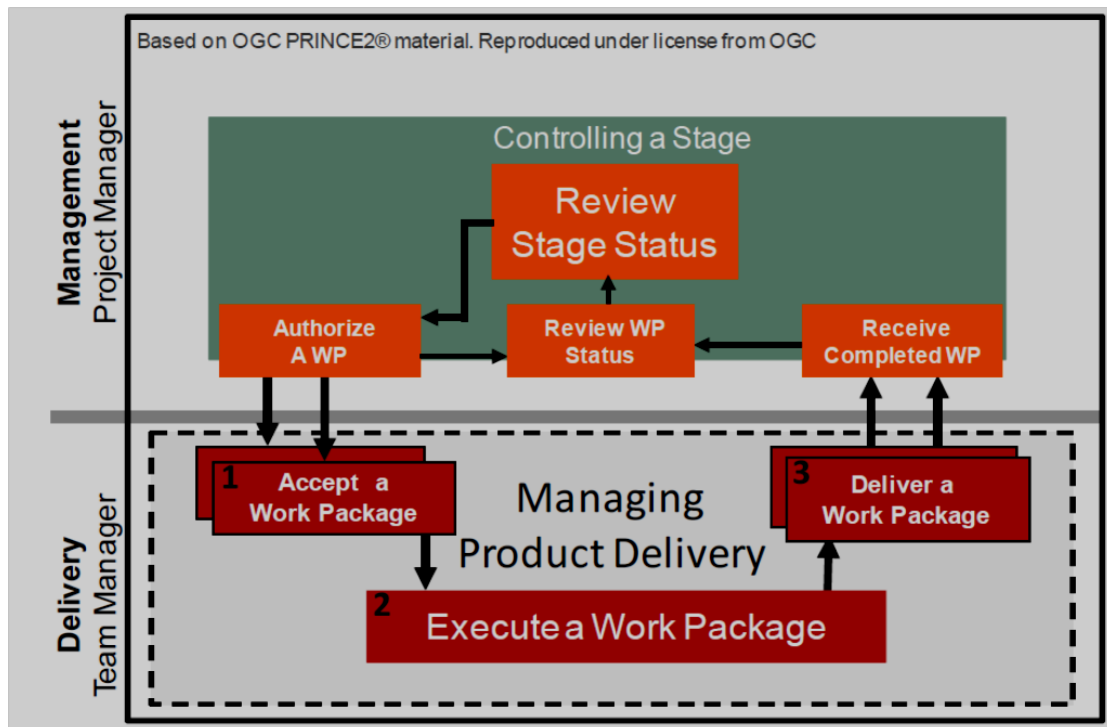 Based on OGC PRINCE2® material. Reproduced under license from OGC
Management
Project Manager
Controlling a Stage
Review
Stage Status
Authorize
A WP
Review WP
Status
Receive
Completed WP
Delivery
Team Manager
1
Accept a
Work Package
Managing
Product Delivery
3
Deliver a
Work Package
2
Execute a Work Package